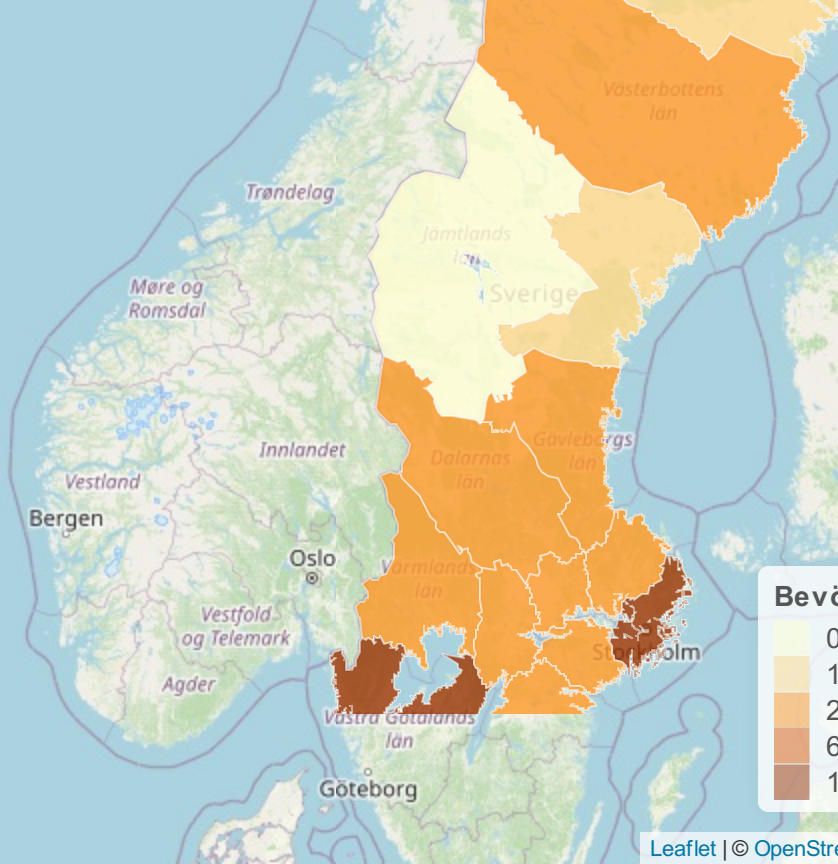 Västerbottens
län
Trøndelag
Jämtlands
län
Sverige
Møre og
Romsdal
Gävleborgs
län
Dalarnas
län
Innlandet
Vestland
Bergen
Oslo
Värmlands
län
Vestfold
og Telemark
Stockholm
Agder
Västra Götalands
län
Göteborg
Bevö
0
1
2
6
1
Leaflet | © OpenStre